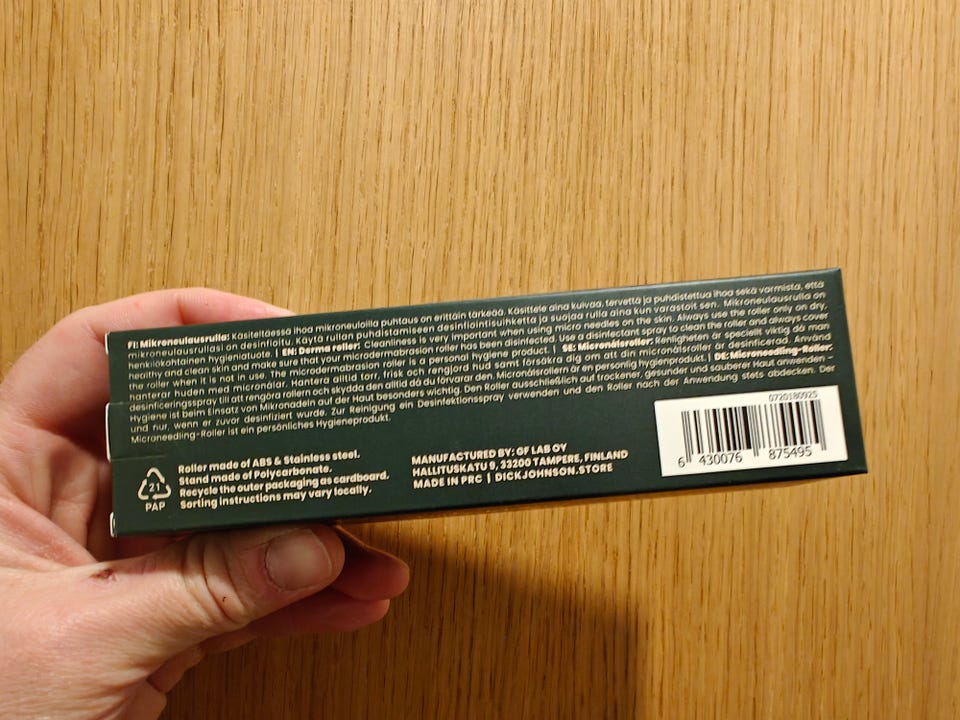 FI: Mikroneulausrulla: Käsiteltäessä ihoa mikroneuloilla puhtaus on erittäin tärkeää. Käsittele aina kuivaa, tervettä ja puhdistettua ihoa sekä varmista, että
mikroneulausrullasi on desinfioitu. Käytä rullan puhdistamiseen desinfiointisuihketta ja suojaa rulla aina kun varastoit sen. Mikroneulausrulla on
henkilökohtainen hygieniatuote. | EN: Derma roller: Cleanliness is very important when using micro needles on the skin. Always use the roller only on dry,
healthy and clean skin and make sure that your microdermabrasion roller has been disinfected. Use a disinfectant spray to clean the roller and always cover
the roller when it is not in use. The microdermabrasion roller is a personal hygiene product. | SE: Micronålsroller: Renligheten är speciellt viktig då man
hanterar huden med micronålar. Hantera alltid torr, frisk och rengjord hud samt försäkra dig om att din micronålsroller är desinficerad. Använd
desinficeringsspray till att rengöra rollern och skydda den alltid då du förvarar den. Micronålsrollern är en personlig hygienprodukt. | DE: Microneedling-Roller:
Hygiene ist beim Einsatz von Mikronadeln auf der Haut besonders wichtig. Den Roller ausschließlich auf trockener, gesunder und sauberer Haut anwenden –
und nur, wenn er zuvor desinfiziert wurde. Zur Reinigung ein Desinfektionsspray verwenden und den Roller nach der Anwendung stets abdecken. Der
Microneedling-Roller ist ein persönliches Hygieneprodukt.
21
PAP
Roller made of ABS & Stainless steel.
Stand made of Polycarbonate.
Recycle the outer packaging as cardboard.
Sorting instructions may vary locally.
MANUFACTURED BY: GF LAB OY
HALLITUSKATU 9, 33200 TAMPERE, FINLAND
MADE IN PRC | DICKJOHNSON.STORE
0720180925
6 430076 875495